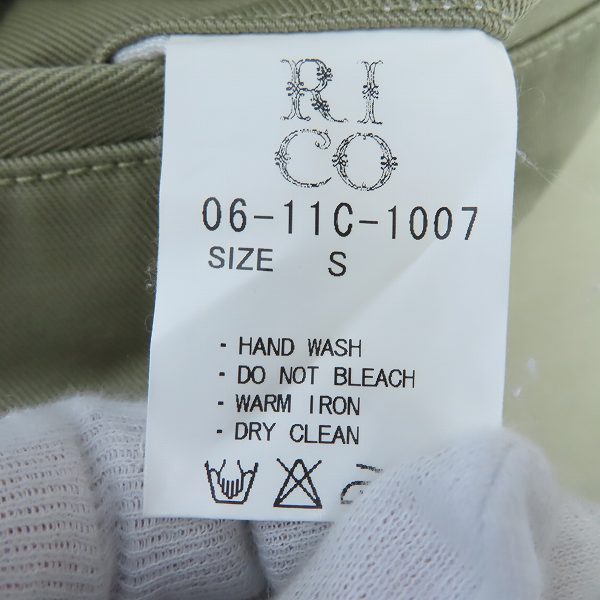 RI
CO
06-11C-1007
SIZE S
- HAND WASH
- DO NOT BLEACH
- WARM IRON
- DRY CLEAN